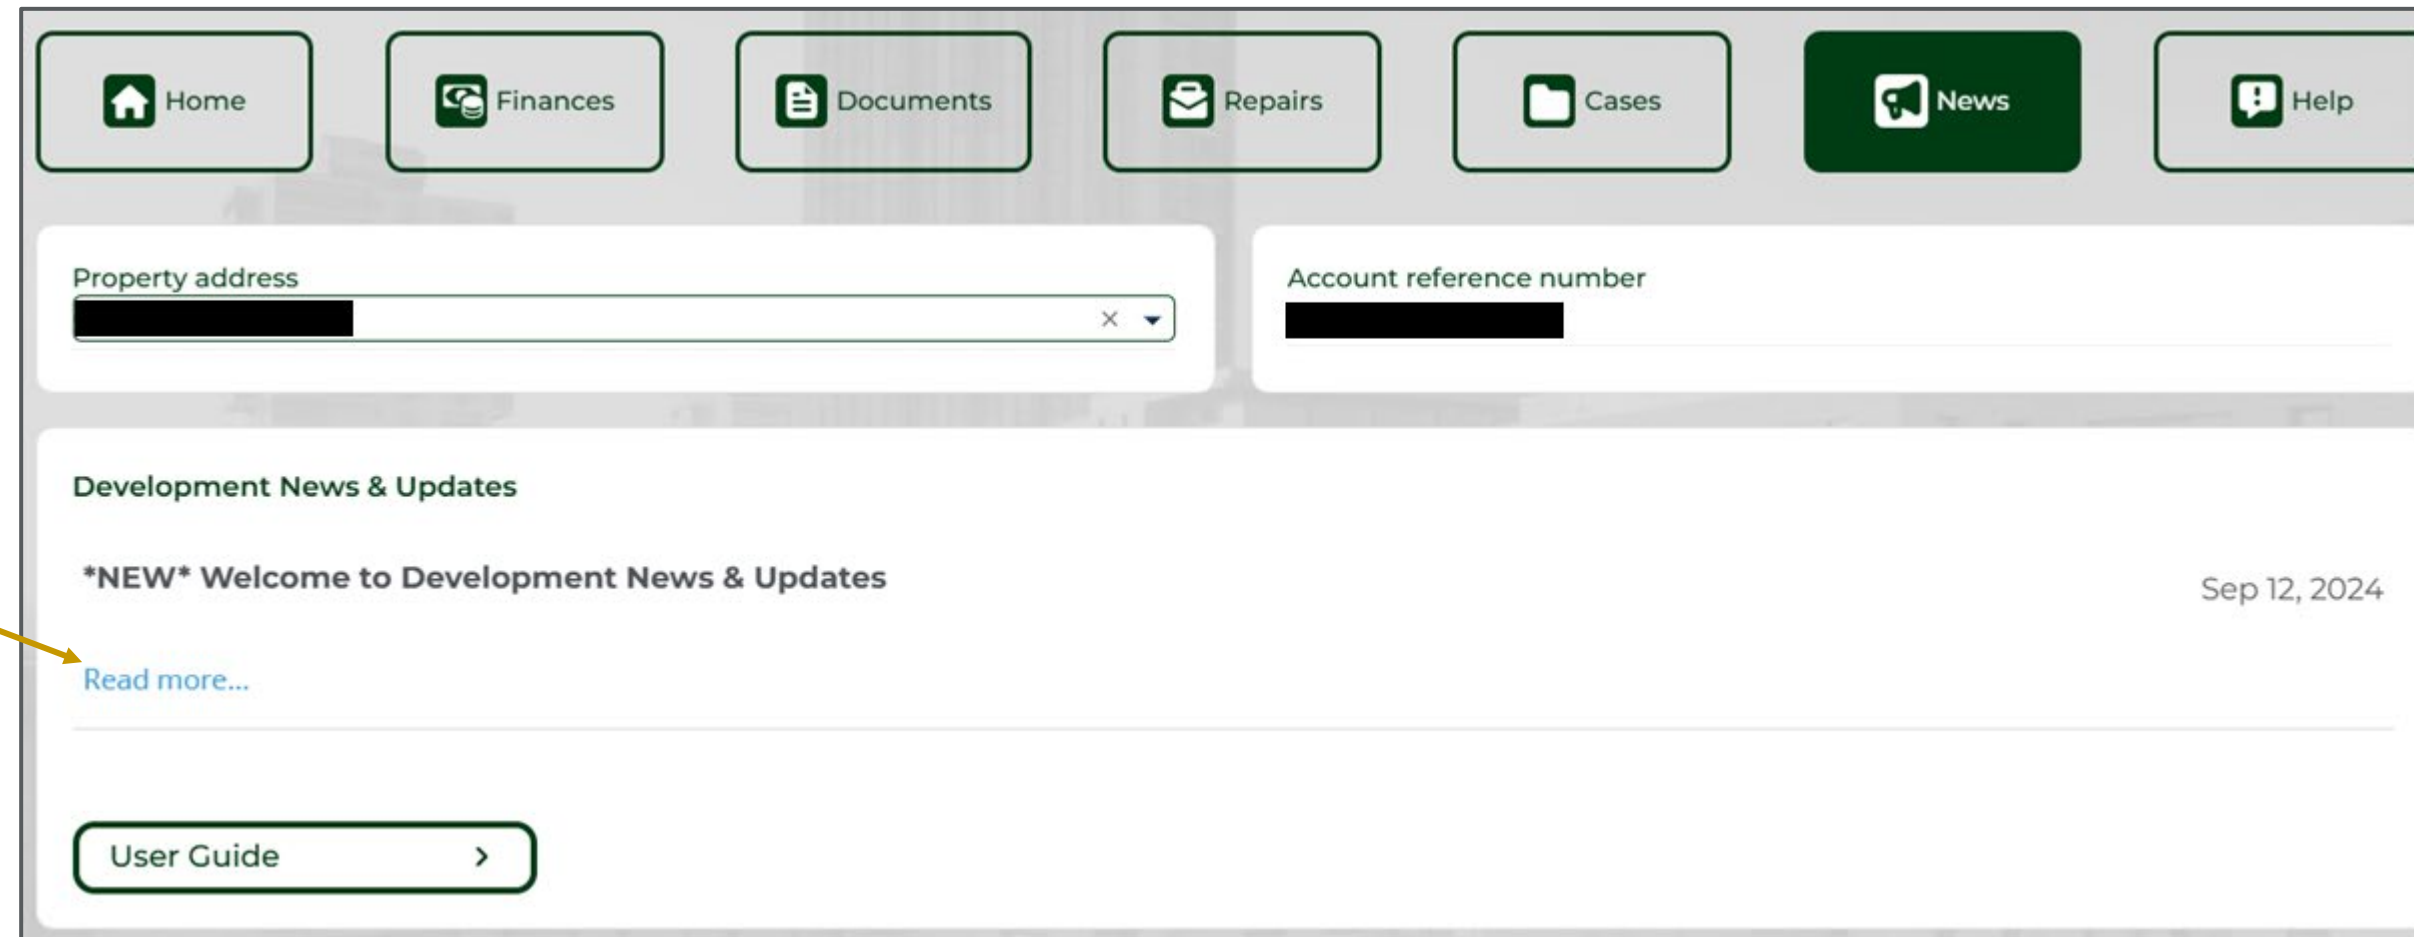 Home
Finances
Documents
Repairs
Cases
News
Help
Property address
Account reference number
Development News & Updates
*NEW* Welcome to Development News & Updates
Sep 12, 2024
Read more...
User Guide